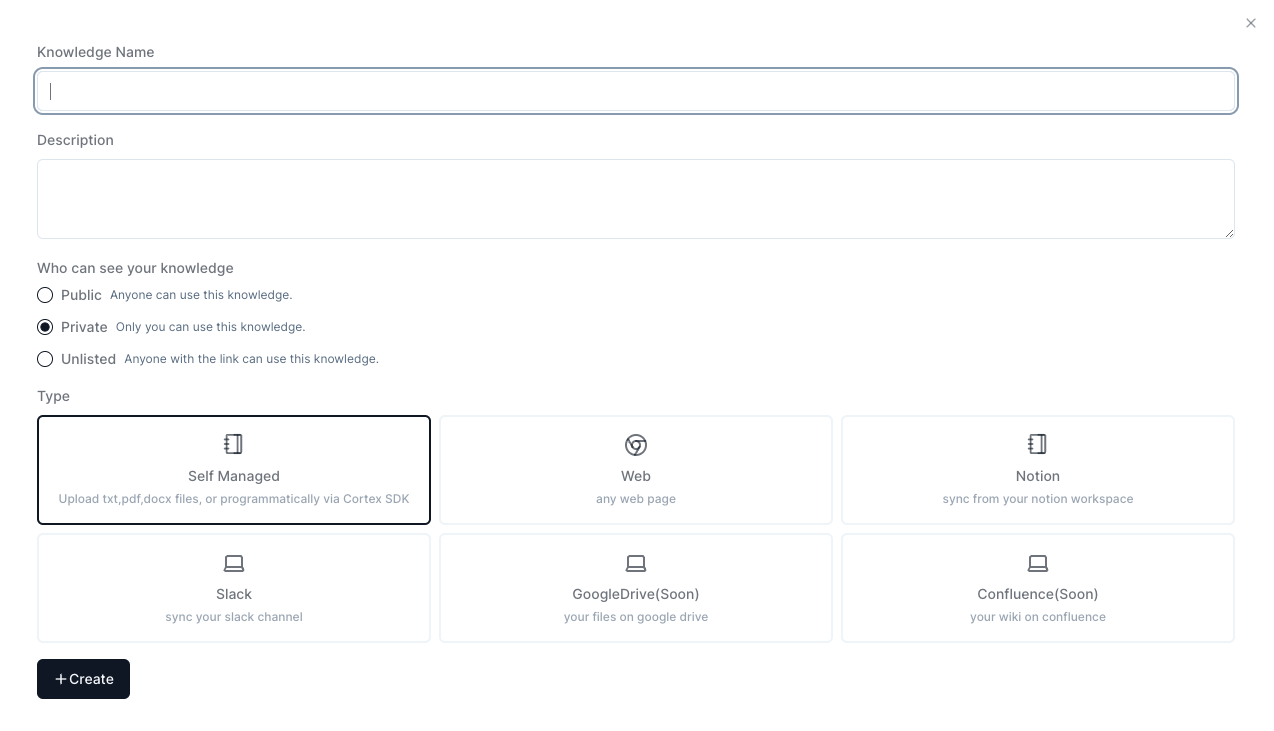 Knowledge Name
Description
Who can see your knowledge
Public Anyone can use this knowledge.
Private Only you can use this knowledge.
Unlisted Anyone with the link can use this knowledge.
Type
Self Managed
Upload txt,pdf,docx files, or programmatically via Cortex SDK
Web
any web page
Notion
sync from your notion workspace
Slack
sync your slack channel
GoogleDrive(Soon)
your files on google drive
Confluence(Soon)
your wiki on confluence
Create